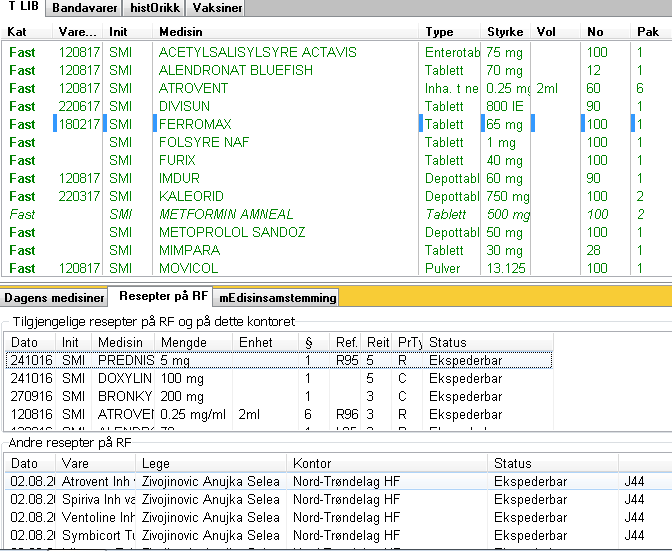 T LIB Bandavarer histOrikk Vaksiner
Kat Vare... Init Medisin Type Styrke Vol No Pak
Fast 120817 SMI ACETYLSALISYLSYRE ACTAVIS Enterotab 75 mg 100 1
Fast 120817 SMI ALENDRONAT BLUEFISH Tablett 70 mg 12 1
Fast 120817 SMI ATROVENT Inha. t ne 0.25 mg 2ml 60 6
Fast 220617 SMI DIVISUN Tablett 800 IE 90 1
Fast 180217 SMI FERROMAX Tablett 65 mg 100 1
Fast SMI FOLSYRE NAF Tablett 1 mg 100 1
Fast SMI FURIX Tablett 40 mg 100 1
Fast 120817 SMI IMDUR Depottabl 60 mg 90 1
Fast 220317 SMI KALEORID Depottabl 750 mg 100 2
Fast SMI METFORMIN AMNEAL Tablett 500 mg 100 2
Fast SMI METOPROLOL SANDOZ Depottabl 50 mg 100 1
Fast SMI MIMPARA Tablett 30 mg 28 1
Fast 120817 SMI MOVICOL Pulver 13.125 100 1
Dagens medisiner Resepter på RF mEdisinsamstemming
Tilgjengelige resepter på RF og på dette kontoret
Dato Init Medisin Mengde Enhet § Ref. Reit PrTy Status
241016 SMI PREDNIS 5 mg 1 R95 5 R Ekspederbar
241016 SMI DOXYLIN 100 mg 1 5 C Ekspederbar
270916 SMI BRONKY 200 mg 1 3 C Ekspederbar
120816 SMI ATROVEN 0.25 mg/ml 2ml 6 R96 3 R Ekspederbar
Andre resepter på RF
Dato Vare Lege Kontor Status
02.08.20 Atrovent Inh v Zivojinovic Anujka Selea Nord-Trøndelag HF Ekspederbar J44
02.08.20 Spiriva Inh va Zivojinovic Anujka Selea Nord-Trøndelag HF Ekspederbar J44
02.08.20 Ventoline Inh Zivojinovic Anujka Selea Nord-Trøndelag HF Ekspederbar J44
02.08.20 Symbicort Tu Zivojinovic Anujka Selea Nord-Trøndelag HF Ekspederbar J44